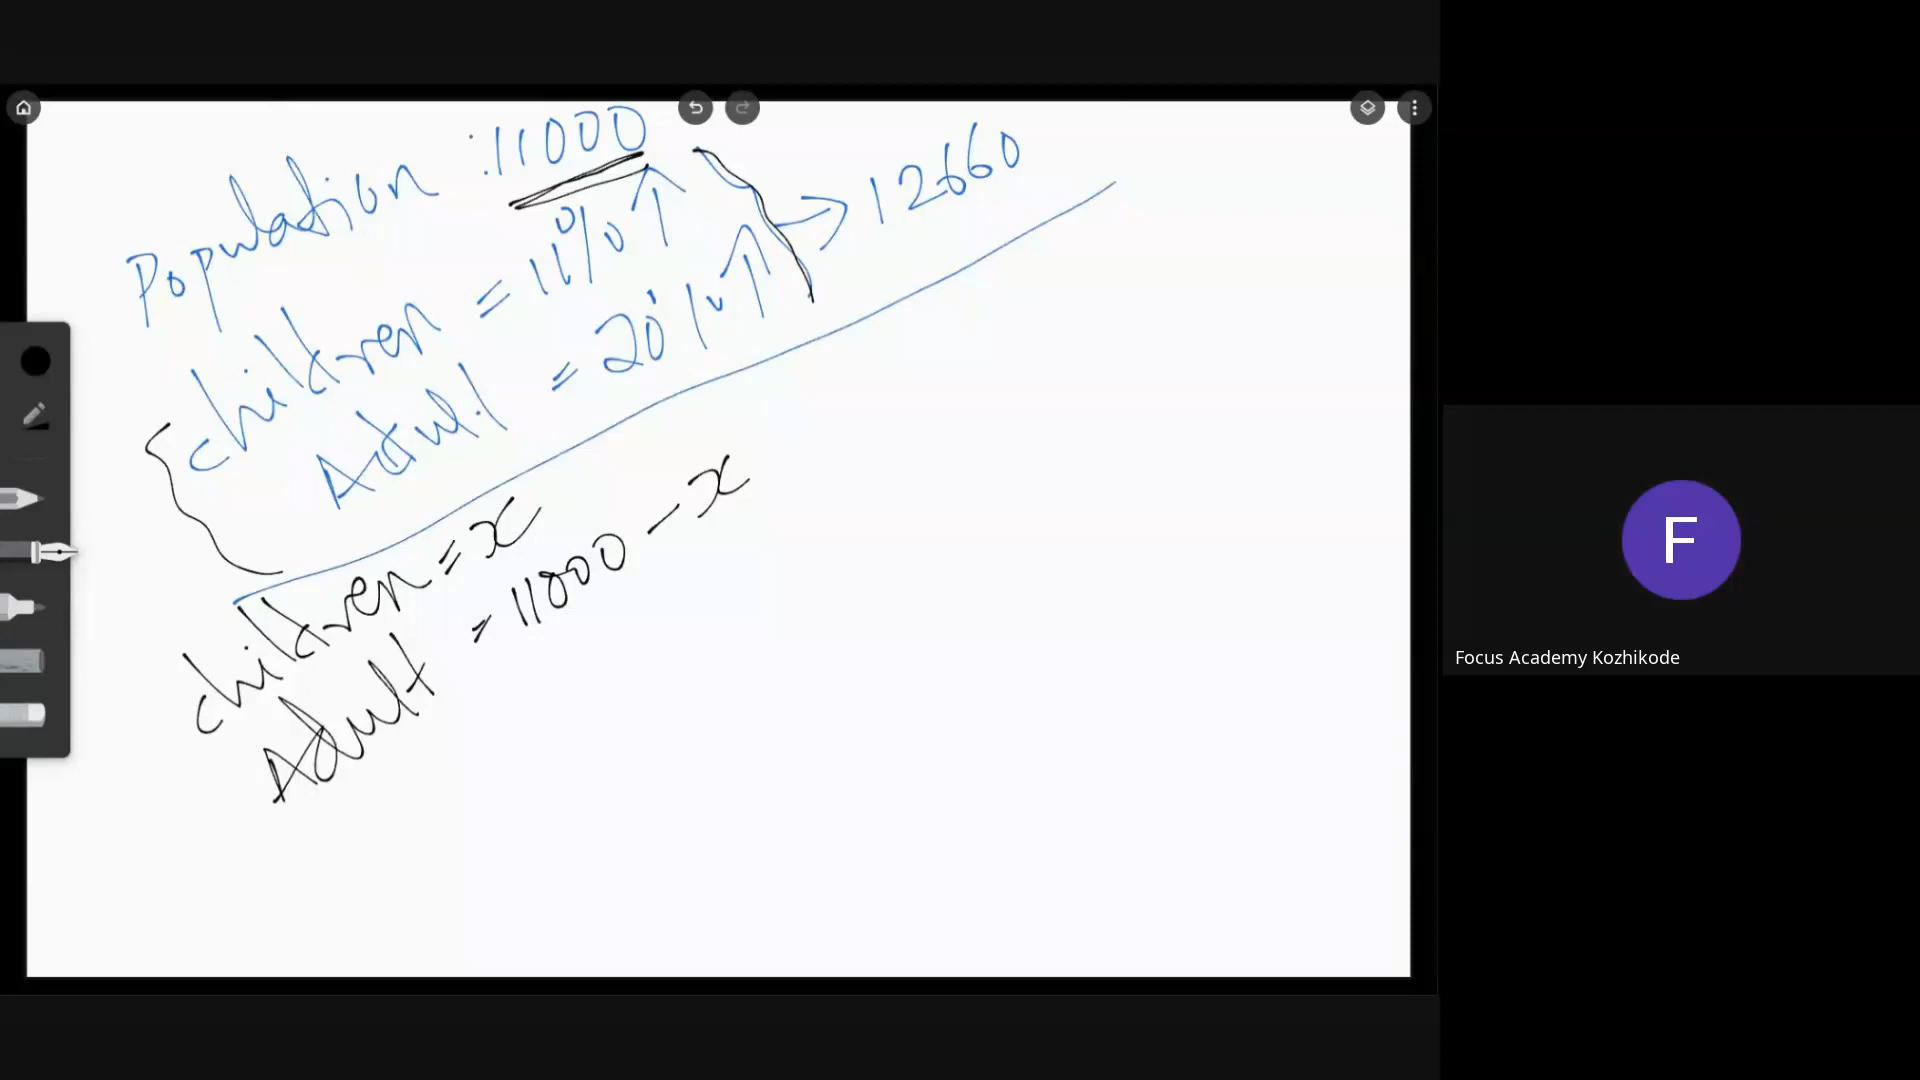 Population : 11000
children = 11% ↑
Adult = 20% ↑
→ 12660
children = x
Adult = 11000 - x
F
Focus Academy Kozhikode